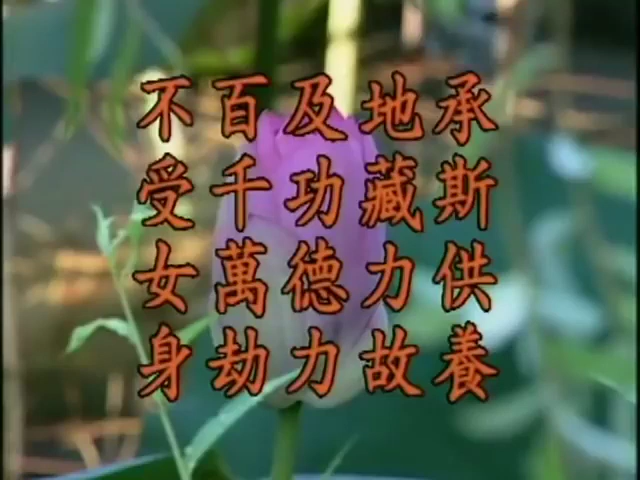 承斯供養
地藏力故
及功德力
百千萬劫
不受女身